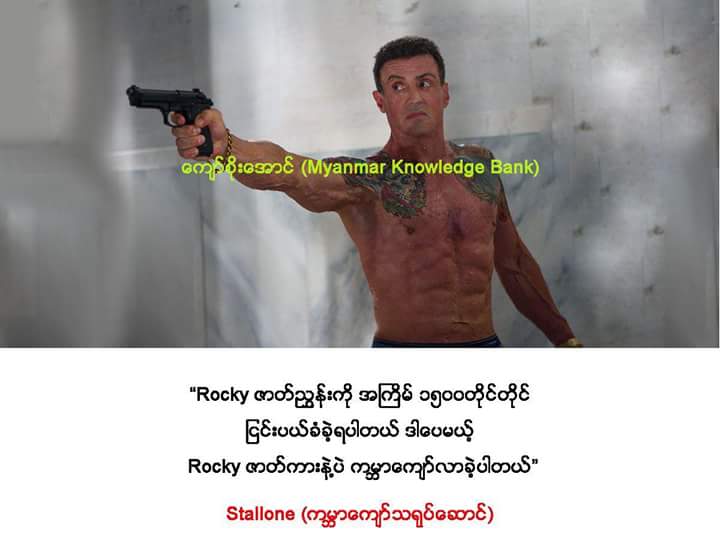 ကျော်စိုးအောင် (Myanmar Knowledge Bank)
“Rocky ဇာတ်ညွှန်းကို အကြိမ် ၁၅၀၀တိုင်တိုင်
ငြင်းပယ်ခံခဲ့ရပါတယ် ဒါပေမယ့်
Rocky ဇာတ်ကားနဲ့ပဲ ကမ္ဘာကျော်လာခဲ့ပါတယ်”
Stallone (ကမ္ဘာကျော်သရုပ်ဆောင်)